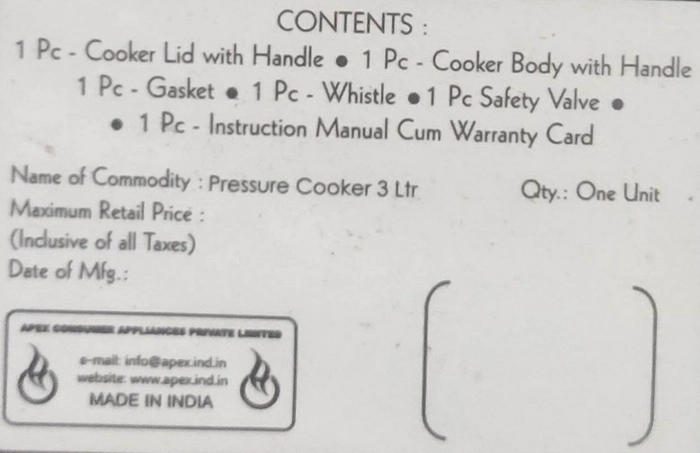 CONTENTS :
1 Pc - Cooker Lid with Handle ● 1 Pc - Cooker Body with Handle
1 Pc - Gasket ● 1 Pc - Whistle ● 1 Pc Safety Valve ●
● 1 Pc - Instruction Manual Cum Warranty Card
Name of Commodity : Pressure Cooker 3 Ltr Qty.: One Unit
Maximum Retail Price :
(Inclusive of all Taxes)
Date of Mfg.:
APEX CONSUMER APPLIANCES PRIVATE LIMITED
e-mail: info@apex.ind.in
website: www.apex.ind.in
MADE IN INDIA